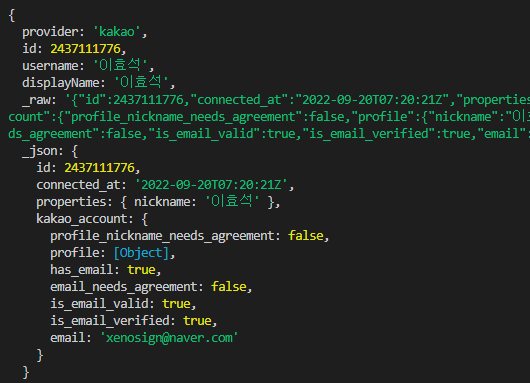 {
provider: 'kakao',
id: 2437111776,
username: '이효석',
displayName: '이효석',
_raw: '{"id":2437111776,"connected_at":"2022-09-20T07:20:21Z","properties
count":{"profile_nickname_needs_agreement":false,"profile":{"nickname":"이효
ds_agreement":false,"is_email_valid":true,"is_email_verified":true,"email":
_json: {
id: 2437111776,
connected_at: '2022-09-20T07:20:21Z',
properties: { nickname: '이효석' },
kakao_account: {
profile_nickname_needs_agreement: false,
profile: [Object],
has_email: true,
email_needs_agreement: false,
is_email_valid: true,
is_email_verified: true,
email: 'xenosign@naver.com'
}
}